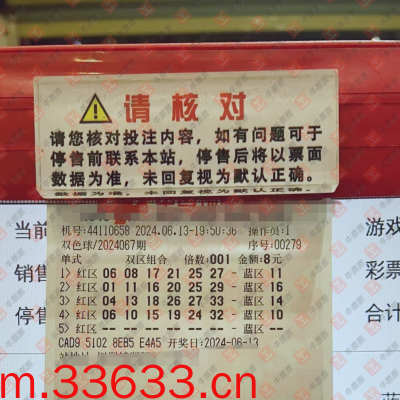 请核对
请您核对投注内容，如有问题可于
停售前联系本站，停售后将以票面
数据为准，未回复视为默认正确。
机号:44110658 2024.06.13-19:50:36 操作员:1
双色球/2024067期 序号:00279
单式 双区组合 倍数:001 金额:8元
1) 红区 06 08 17 21 25 27 - 蓝区 11
2) 红区 01 11 16 20 25 29 - 蓝区 14
3) 红区 04 13 18 26 27 33 - 蓝区 16
4) 红区 06 10 15 19 24 32 - 蓝区 10
5) 红区 - 蓝区
CAD9 5102 8EB5 E4A5 开奖日:2024-06-13
当前
销售
停售
游戏
彩票
合计
蓝
m.33633.cn